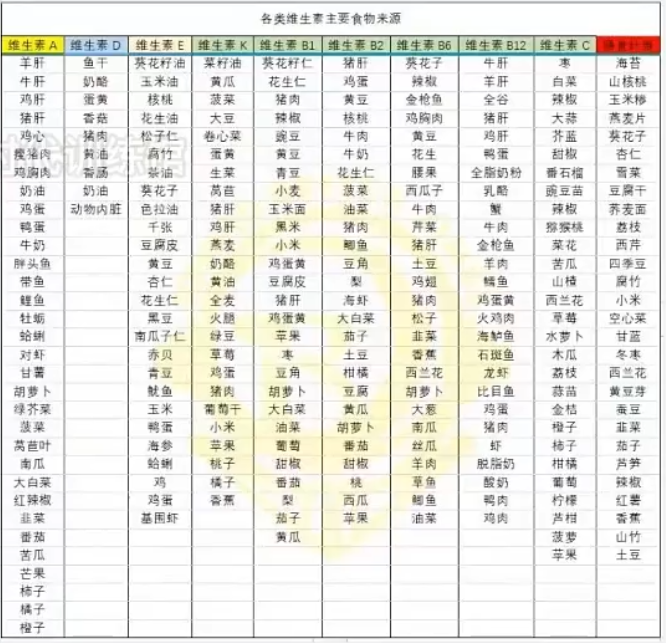 各类维生素主要食物来源
维生素 A 维生素 D 维生素 E 维生素 K 维生素 B1 维生素 B2 维生素 B6 维生素 B12 维生素 C
羊肝 鱼干 葵花籽油 菜籽油 葵花籽仁 猪肝 葵花子 牛肝 枣 海苔
牛肝 奶酪 玉米油 黄瓜 花生仁 鸡蛋 辣椒 羊肝 白菜 山核桃
鸡肝 蛋黄 核桃 菠菜 猪肉 黄豆 金枪鱼 全谷 辣椒 玉米糁
猪肝 香菇 花生油 大豆 辣椒 核桃 鸡胸肉 猪肝 大蒜 燕麦片
鸡心 猪肉 松子仁 卷心菜 豌豆 牛肉 黄豆 鸡肝 芥蓝 葵花子
瘦猪肉 黄油 腐竹 蛋黄 黄豆 牛奶 花生 鸭蛋 甜椒 杏仁
鸡胸肉 香肠 茶油 生菜 青豆 花生仁 腰果 全脂奶粉 番石榴 雪菜
奶油 奶油 葵花子 莴苣 小麦 菠菜 西瓜子 乳酪 豌豆苗 豆腐干
鸡蛋 动物内脏 色拉油 猪肝 玉米面 油菜 牛肉 蟹 辣椒 荞麦面
鸭蛋 千张 鸡肝 黑米 猪肉 芹菜 牛肉 猕猴桃 荔枝
牛奶 豆腐皮 燕麦 小米 鲫鱼 猪肝 金枪鱼 菜花 西芹
胖头鱼 黄豆 奶酪 鸡蛋黄 豆角 土豆 羊肉 苦瓜 四季豆
带鱼 杏仁 黄油 豆腐皮 梨 鸡翅 鳕鱼 山楂 腐竹
鲤鱼 花生仁 全麦 猪肝 海虾 猪肉 鸡蛋黄 西兰花 小米
牡蛎 黑豆 火腿 鸡蛋黄 大白菜 松子 火鸡肉 草莓 空心菜
蛤蜊 南瓜子仁 绿豆 苹果 茄子 韭菜 海鲈鱼 水萝卜 甘蓝
对虾 赤贝 草莓 枣 土豆 香蕉 石斑鱼 木瓜 冬枣
甘薯 青豆 鸡蛋 豆角 柑橘 西兰花 龙虾 荔枝 西兰花
胡萝卜 鱿鱼 猪肉 胡萝卜 豆腐 胡萝卜 比目鱼 蒜苗 黄豆芽
绿芥菜 玉米 葡萄干 大白菜 黄瓜 大葱 鸡蛋 金桔 蚕豆
菠菜 鸭蛋 小米 油菜 胡萝卜 南瓜 猪肉 橙子 韭菜
莴苣叶 海参 苹果 葡萄 番茄 丝瓜 虾 柿子 茄子
南瓜 蛤蜊 桃子 甜椒 甜椒 羊肉 脱脂奶 柑橘 芦笋
大白菜 鸡 橘子 番茄 桃 草鱼 酸奶 葡萄 辣椒
红辣椒 鸡蛋 香蕉 梨 西瓜 鲫鱼 鸭肉 柠檬 红薯
韭菜 基围虾 茄子 苹果 油菜 鸡肉 芦柑 香蕉
番茄 黄瓜 菠萝 山竹
苦瓜 苹果 土豆
芒果
柿子
橘子
橙子